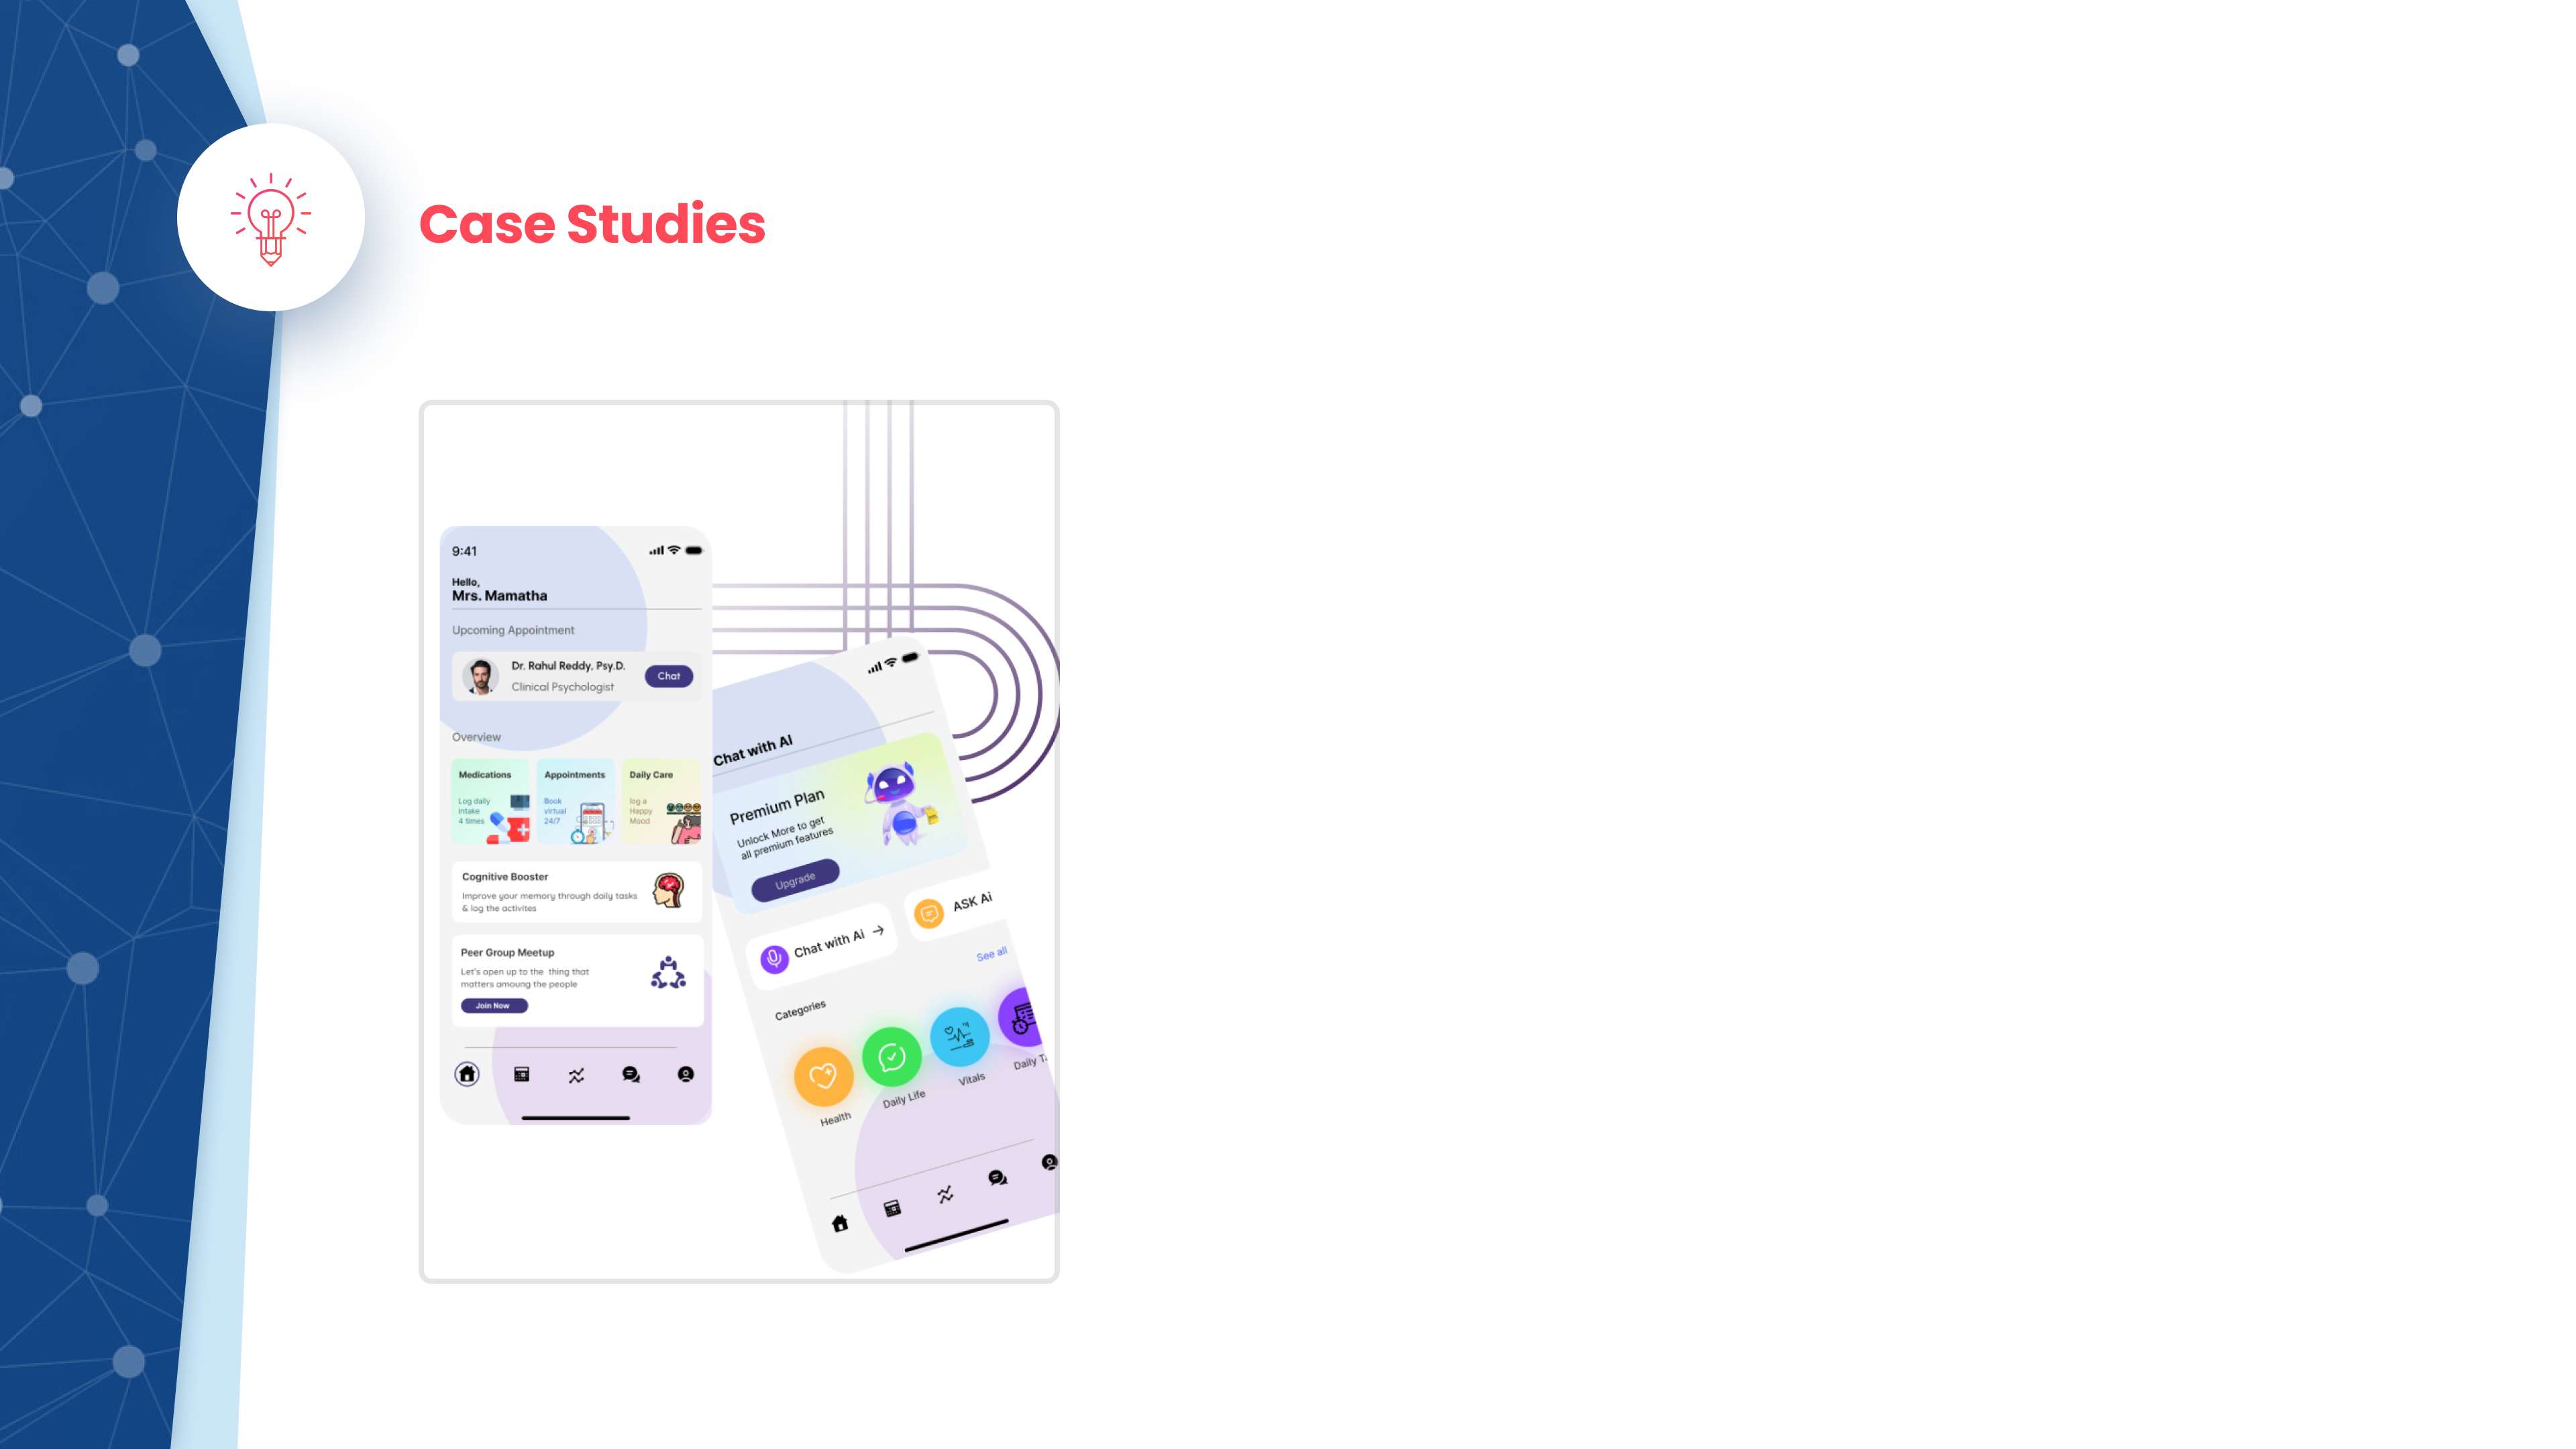 Case Studies
9:41
Hello,
Mrs. Mamatha
Upcoming Appointment
Dr. Rahul Reddy, Psy.D.
Clinical Psychologist
Chat
Overview
Medications
Log daily
intake
4 times
Appointments
Book
virtual
24/7
Daily Care
log a
Happy
Mood
Cognitive Booster
Improve your memory through daily tasks
& log the activites
Peer Group Meetup
Let's open up to the thing that
matters amoung the people
Join Now
Chat with AI
Premium Plan
Unlock More to get
all premium features
Upgrade
Chat with Ai
ASK Ai
See all
Categories
Health
Daily Life
Vitals
Daily T